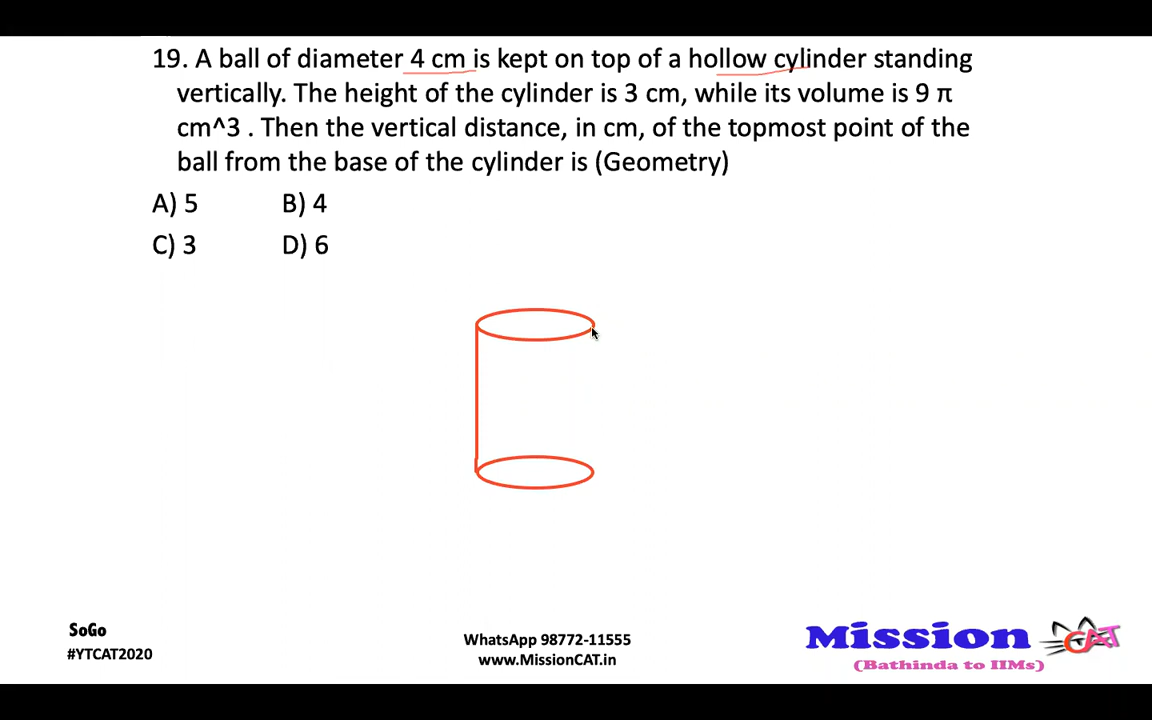 19. A ball of diameter 4 cm is kept on top of a hollow cylinder standing
vertically. The height of the cylinder is 3 cm, while its volume is 9 π
cm^3 . Then the vertical distance, in cm, of the topmost point of the
ball from the base of the cylinder is (Geometry)
A) 5 B) 4
C) 3 D) 6
SoGo
#YTCAT2020
WhatsApp 98772-11555
www.MissionCAT.in
Mission CAT
(Bathinda to IIMs)